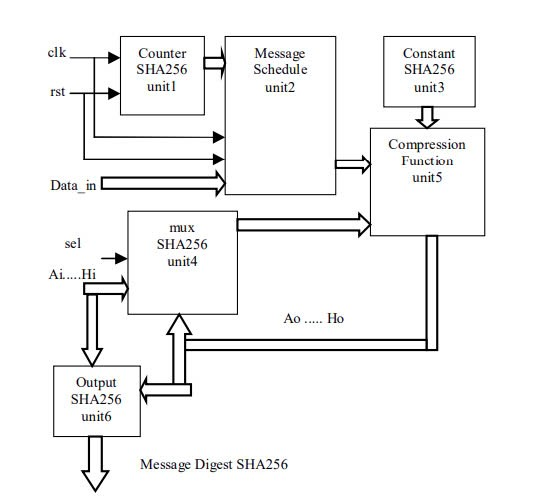 clk
rst
Counter
SHA256
unit1
Message
Schedule
unit2
Constant
SHA256
unit3
Compression
Function
unit5
Data_in
sel
Ai.....Hi
mux
SHA256
unit4
Ao ..... Ho
Output
SHA256
unit6
Message Digest SHA256